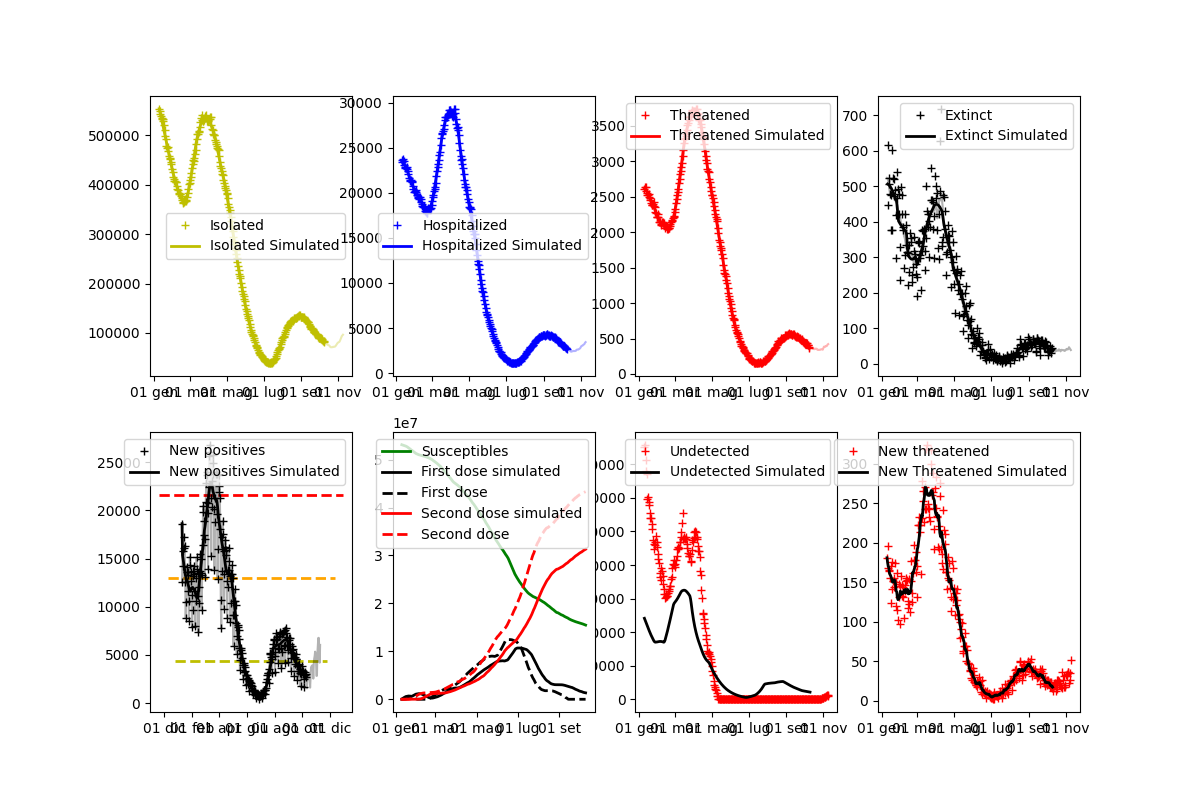 500000
400000
300000
200000
100000
Isolated
Isolated Simulated
01 gen
01 mar
01 mag
01 lug
01 set
01 nov
30000
25000
20000
15000
10000
5000
0
Hospitalized
Hospitalized Simulated
01 gen
01 mar
01 mag
01 lug
01 set
01 nov
3500
3000
2500
2000
1500
1000
500
0
Threatened
Threatened Simulated
01 gen
01 mar
01 mag
01 lug
01 set
01 nov
700
600
500
400
300
200
100
0
Extinct
Extinct Simulated
01 gen
01 mar
01 mag
01 lug
01 set
01 nov
25000
20000
15000
10000
5000
0
New positives
New positives Simulated
01 dic
01 feb
01 apr
01 giu
01 ago
01 ott
01 dic
1e7
5
4
3
2
1
0
Susceptibles
First dose simulated
First dose
Second dose simulated
Second dose
01 gen
01 mar
01 mag
01 lug
01 set
0
Undetected
Undetected Simulated
01 gen
01 mar
01 mag
01 lug
01 set
01 nov
300
250
200
150
100
50
0
New threatened
New Threatened Simulated
01 gen
01 mar
01 mag
01 lug
01 set
01 nov